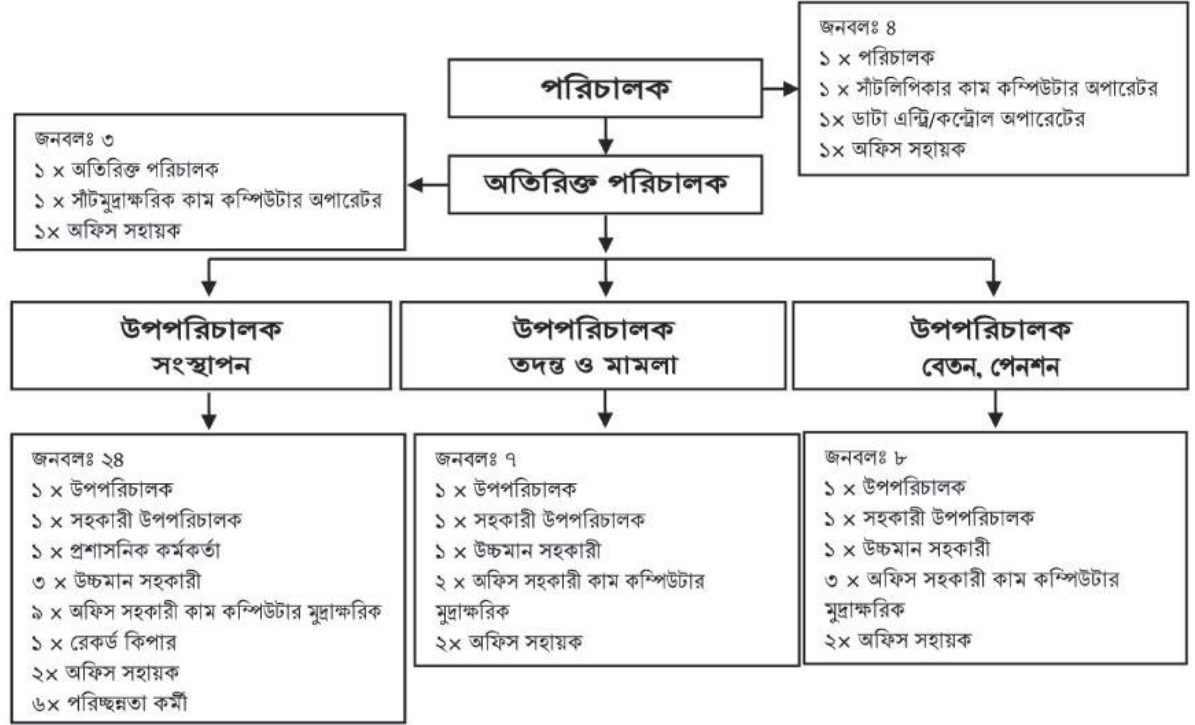 পরিচালক
জনবলঃ ৪
১ × পরিচালক
১ × সাঁটলিপিকার কাম কম্পিউটার অপারেটর
১× ডাটা এন্ট্রি/কন্ট্রোল অপারেটের
১× অফিস সহায়ক
অতিরিক্ত পরিচালক
জনবলঃ ৩
১ × অতিরিক্ত পরিচালক
১ × সাঁটমুদ্রাক্ষরিক কাম কম্পিউটার অপারেটর
১× অফিস সহায়ক
উপপরিচালক
সংস্থাপন
জনবলঃ ২৪
১ × উপপরিচালক
১ × সহকারী উপপরিচালক
১ × প্রশাসনিক কর্মকর্তা
৩ × উচ্চমান সহকারী
৯ × অফিস সহকারী কাম কম্পিউটার মুদ্রাক্ষরিক
১ × রেকর্ড কিপার
২× অফিস সহায়ক
৬× পরিচ্ছন্নতা কর্মী
উপপরিচালক
তদন্ত ও মামলা
জনবলঃ ৭
১ × উপপরিচালক
১ × সহকারী উপপরিচালক
১ × উচ্চমান সহকারী
২ × অফিস সহকারী কাম কম্পিউটার
মুদ্রাক্ষরিক
২× অফিস সহায়ক
উপপরিচালক
বেতন, পেনশন
জনবলঃ ৮
১ × উপপরিচালক
১ × সহকারী উপপরিচালক
১ × উচ্চমান সহকারী
৩ × অফিস সহকারী কাম কম্পিউটার
মুদ্রাক্ষরিক
২× অফিস সহায়ক